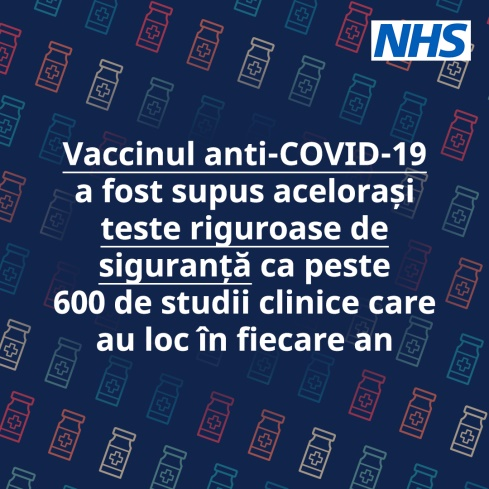 NHS
Vaccinul anti-COVID-19
a fost supus acelorași
teste riguroase de
siguranță ca peste
600 de studii clinice care
au loc în fiecare an